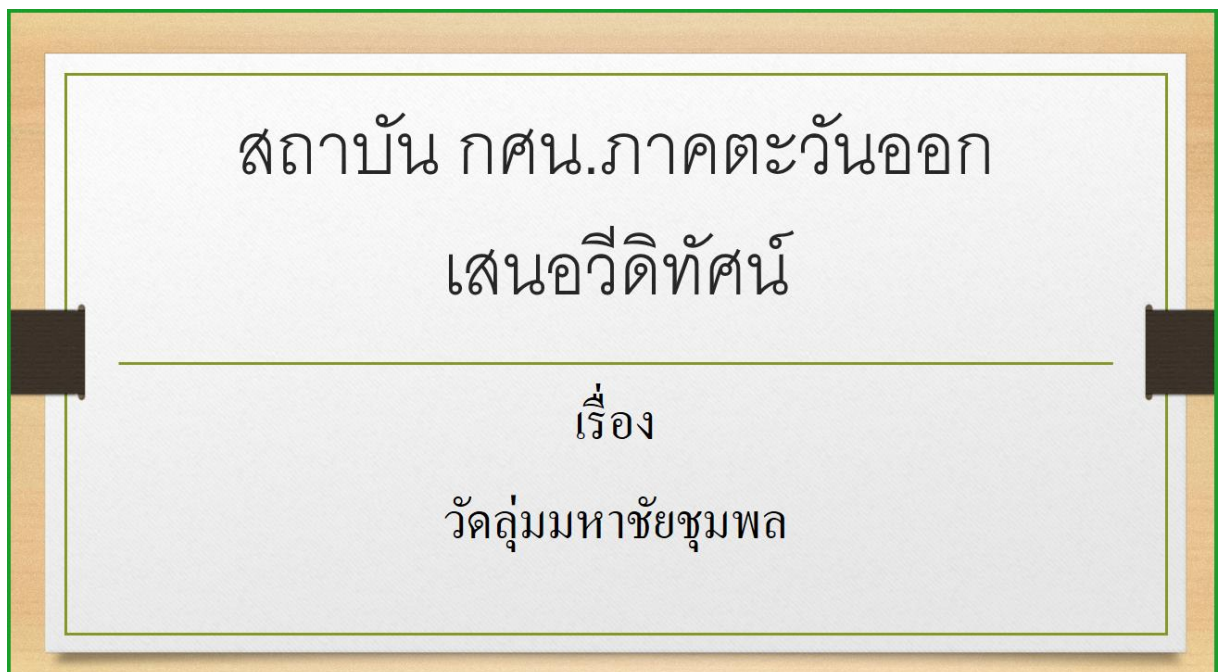 สถาบัน กศน.ภาคตะวันออก
เสนอวีดิทัศน์
เรื่อง
วัดลุ่มมหาชัยชุมพล